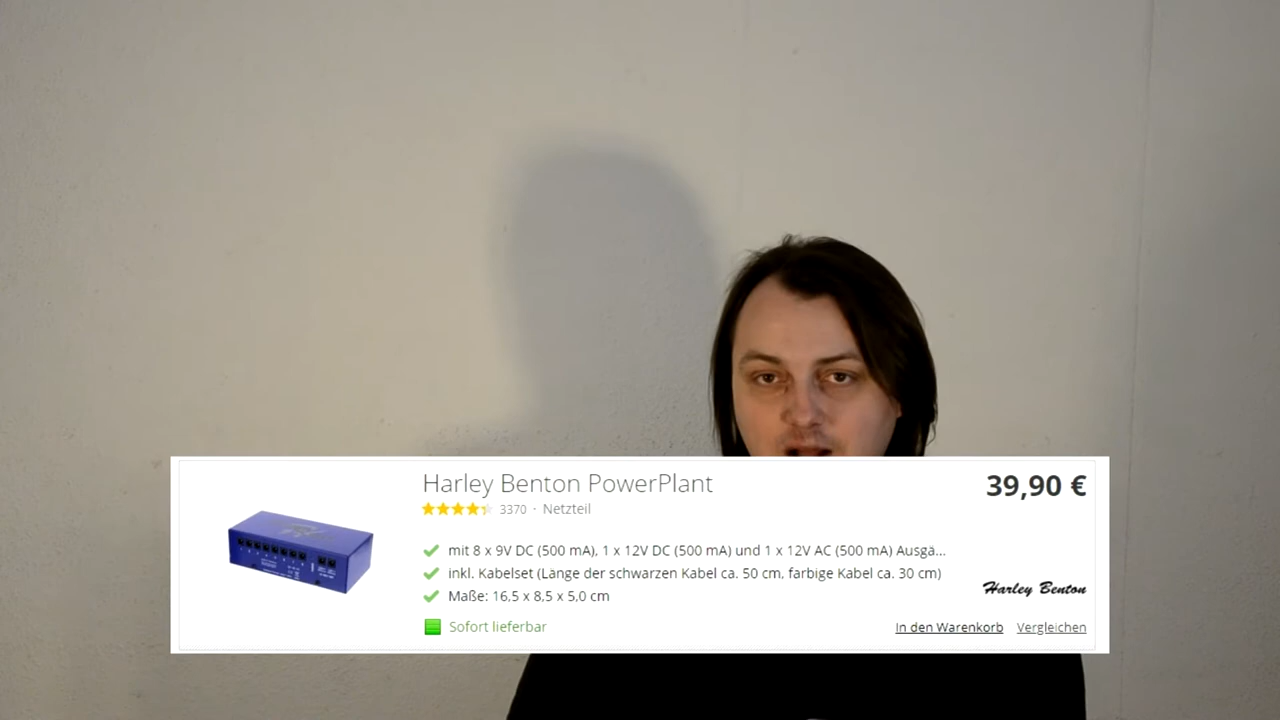 Harley Benton PowerPlant
39,90 €
3370 · Netzteil
mit 8 x 9V DC (500 mA), 1 x 12V DC (500 mA) und 1 x 12V AC (500 mA) Ausgä...
inkl. Kabelset (Länge der schwarzen Kabel ca. 50 cm, farbige Kabel ca. 30 cm)
Maße: 16,5 x 8,5 x 5,0 cm
Harley Benton
Sofort lieferbar
In den Warenkorb Vergleichen